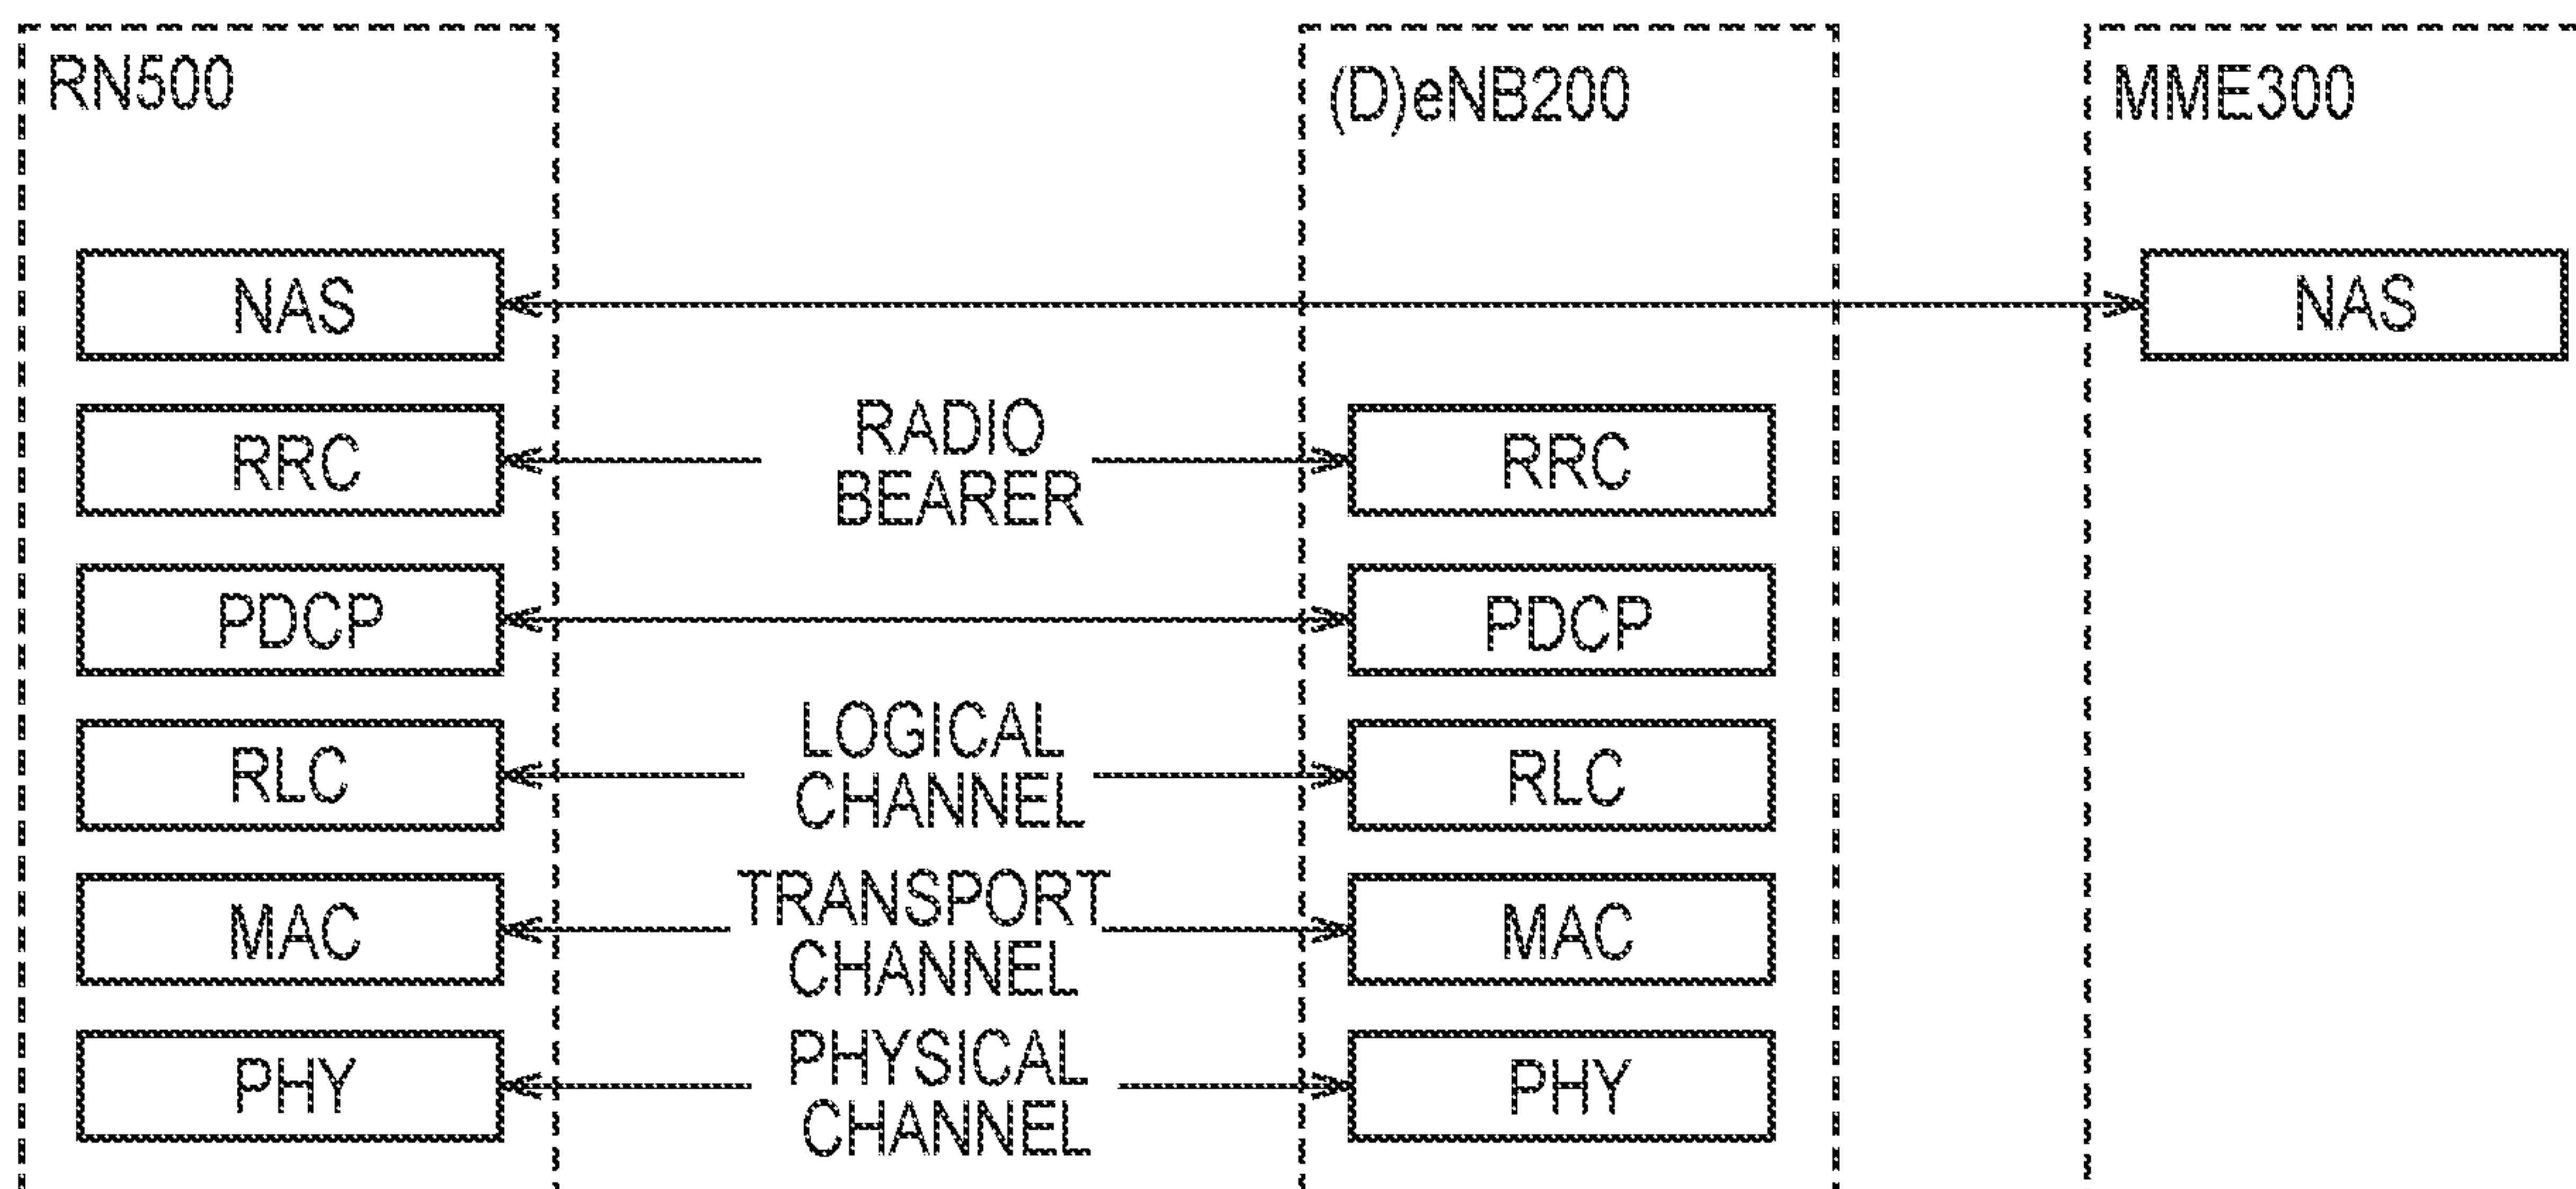 RN500
(D)eNB200
MME300
NAS
NAS
RRC
RADIO
BEARER
RRC
PDCP
PDCP
RLC
LOGICAL
CHANNEL
RLC
MAC
TRANSPORT
CHANNEL
MAC
PHY
PHYSICAL
CHANNEL
PHY